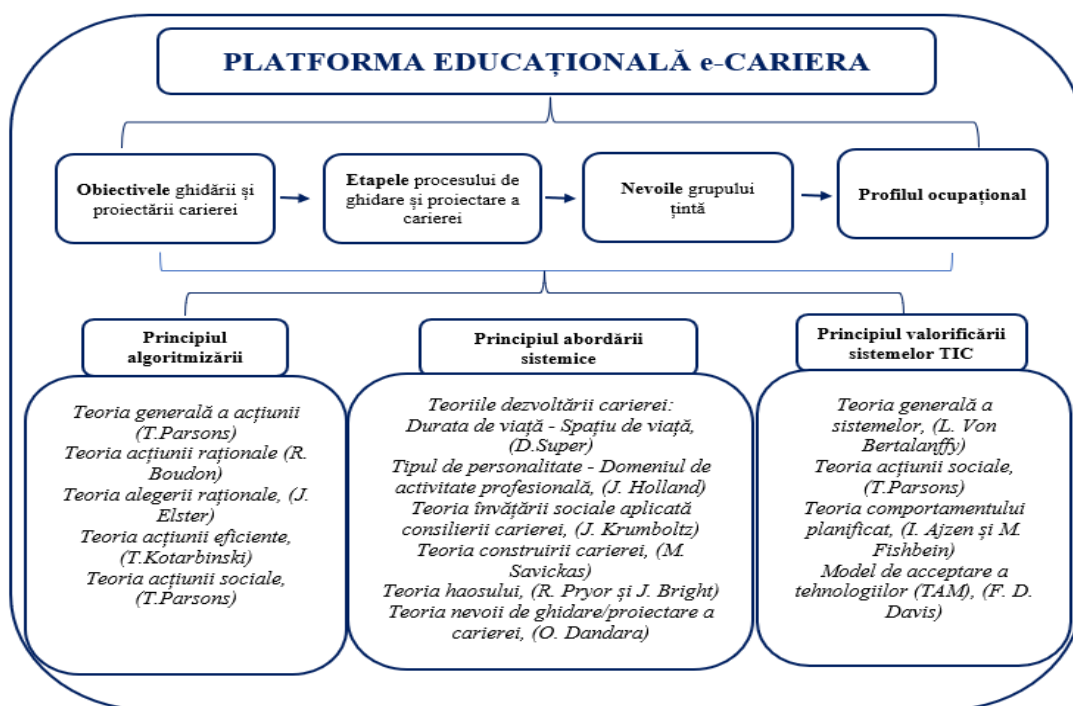 PLATFORMA EDUCAȚIONALĂ e-CARIERA
Obiectivele ghidării și
proiectării carierei
Etapele procesului de
ghidare și proiectare a
carierei
Nevoile grupului
țintă
Profilul ocupațional
Principiul
algoritmizării
Teoria generală a acțiunii
(T.Parsons)
Teoria acțiunii raționale (R.
Boudon)
Teoria alegerii raționale, (J.
Elster)
Teoria acțiunii eficiente,
(T.Kotarbinski)
Teoria acțiunii sociale,
(T.Parsons)
Principiul abordării
sistemice
Teoriile dezvoltării carierei:
Durata de viață - Spațiu de viață,
(D.Super)
Tipul de personalitate - Domeniul de
activitate profesională, (J. Holland)
Teoria învățării sociale aplicată
consilierii carierei, (J. Krumboltz)
Teoria construirii carierei, (M.
Savickas)
Teoria haosului, (R. Pryor și J. Bright)
Teoria nevoii de ghidare/proiectare a
carierei, (O. Dandara)
Principiul valorificării
sistemelor TIC
Teoria generală a
sistemelor, (L. Von
Bertalanffy)
Teoria acțiunii sociale,
(T.Parsons)
Teoria comportamentului
planificat, (I. Ajzen și M.
Fishbein)
Model de acceptare a
tehnologiilor (TAM), (F. D.
Davis)